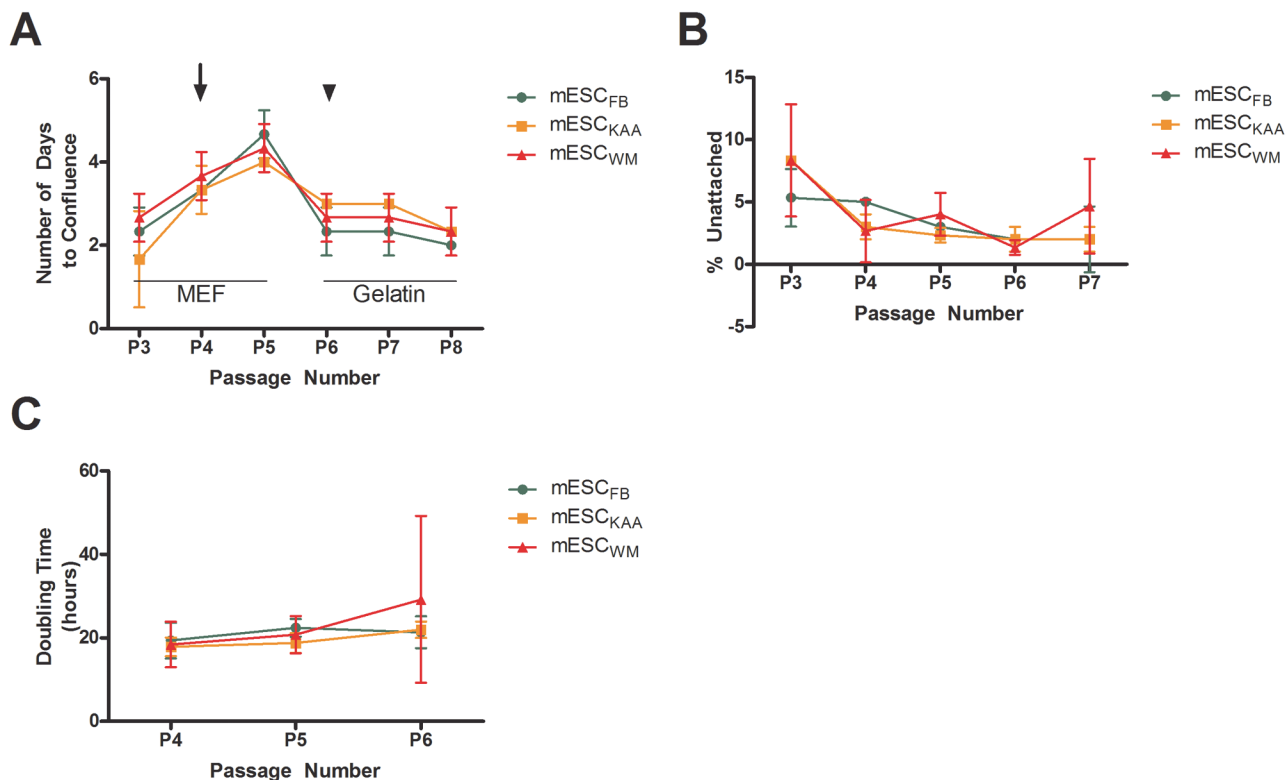 A
Number of Days
to Confluence
6
4
2
0
MEF
Gelatin
P3 P4 P5 P6 P7 P8
Passage Number
mESCFB
mESCKAA
mESCWM
B
% Unattached
15
10
5
0
-5
P3 P4 P5 P6 P7
Passage Number
mESCFB
mESCKAA
mESCWM
C
Doubling Time
(hours)
60
40
20
0
P4 P5 P6
Passage Number
mESCFB
mESCKAA
mESCWM